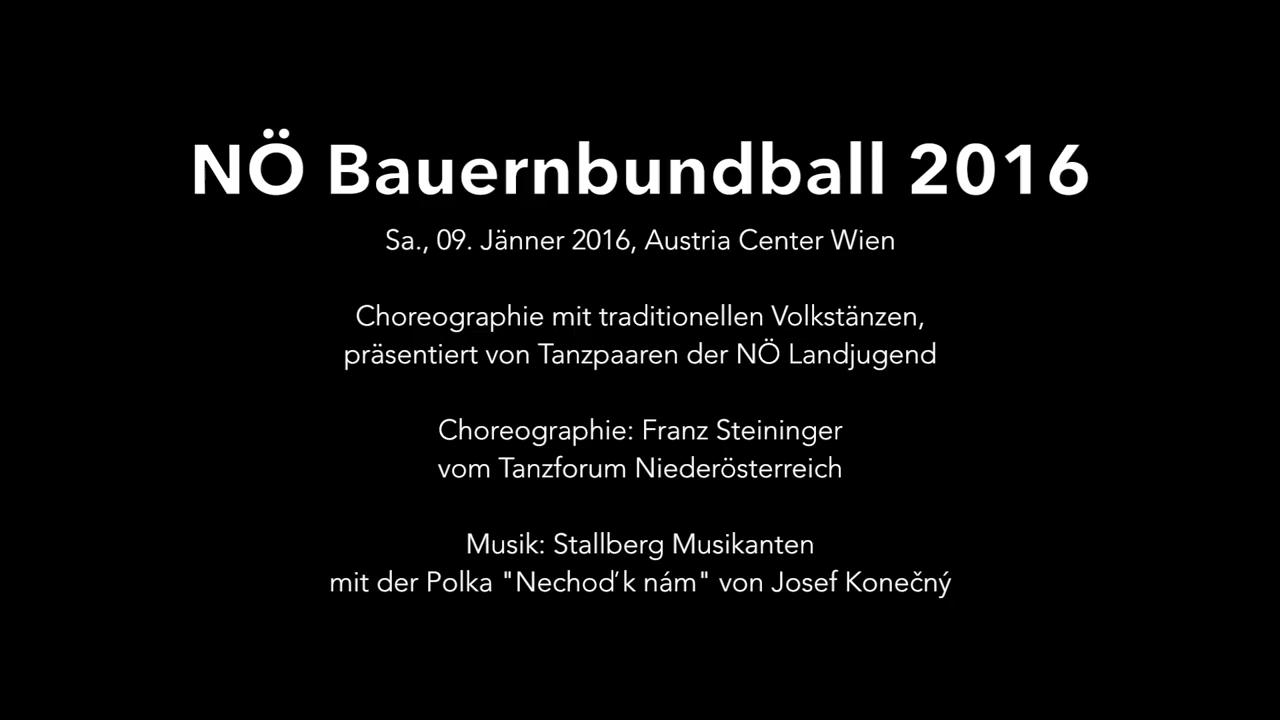 NÖ Bauernbundball 2016
Sa., 09. Jänner 2016, Austria Center Wien
Choreographie mit traditionellen Volkstänzen,
präsentiert von Tanzpaaren der NÖ Landjugend
Choreographie: Franz Steininger
vom Tanzforum Niederösterreich
Musik: Stallberg Musikanten
mit der Polka "Nechoď k nám" von Josef Konečný